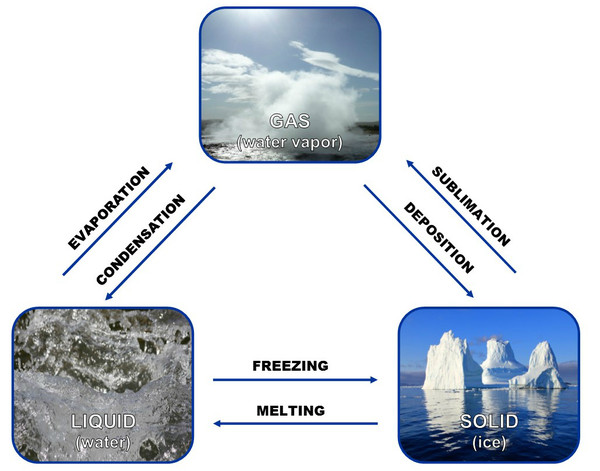 GAS
(water vapor)
EVAPORATION
CONDENSATION
SUBLIMATION
DEPOSITION
FREEZING
MELTING
LIQUID
(water)
SOLID
(ice)